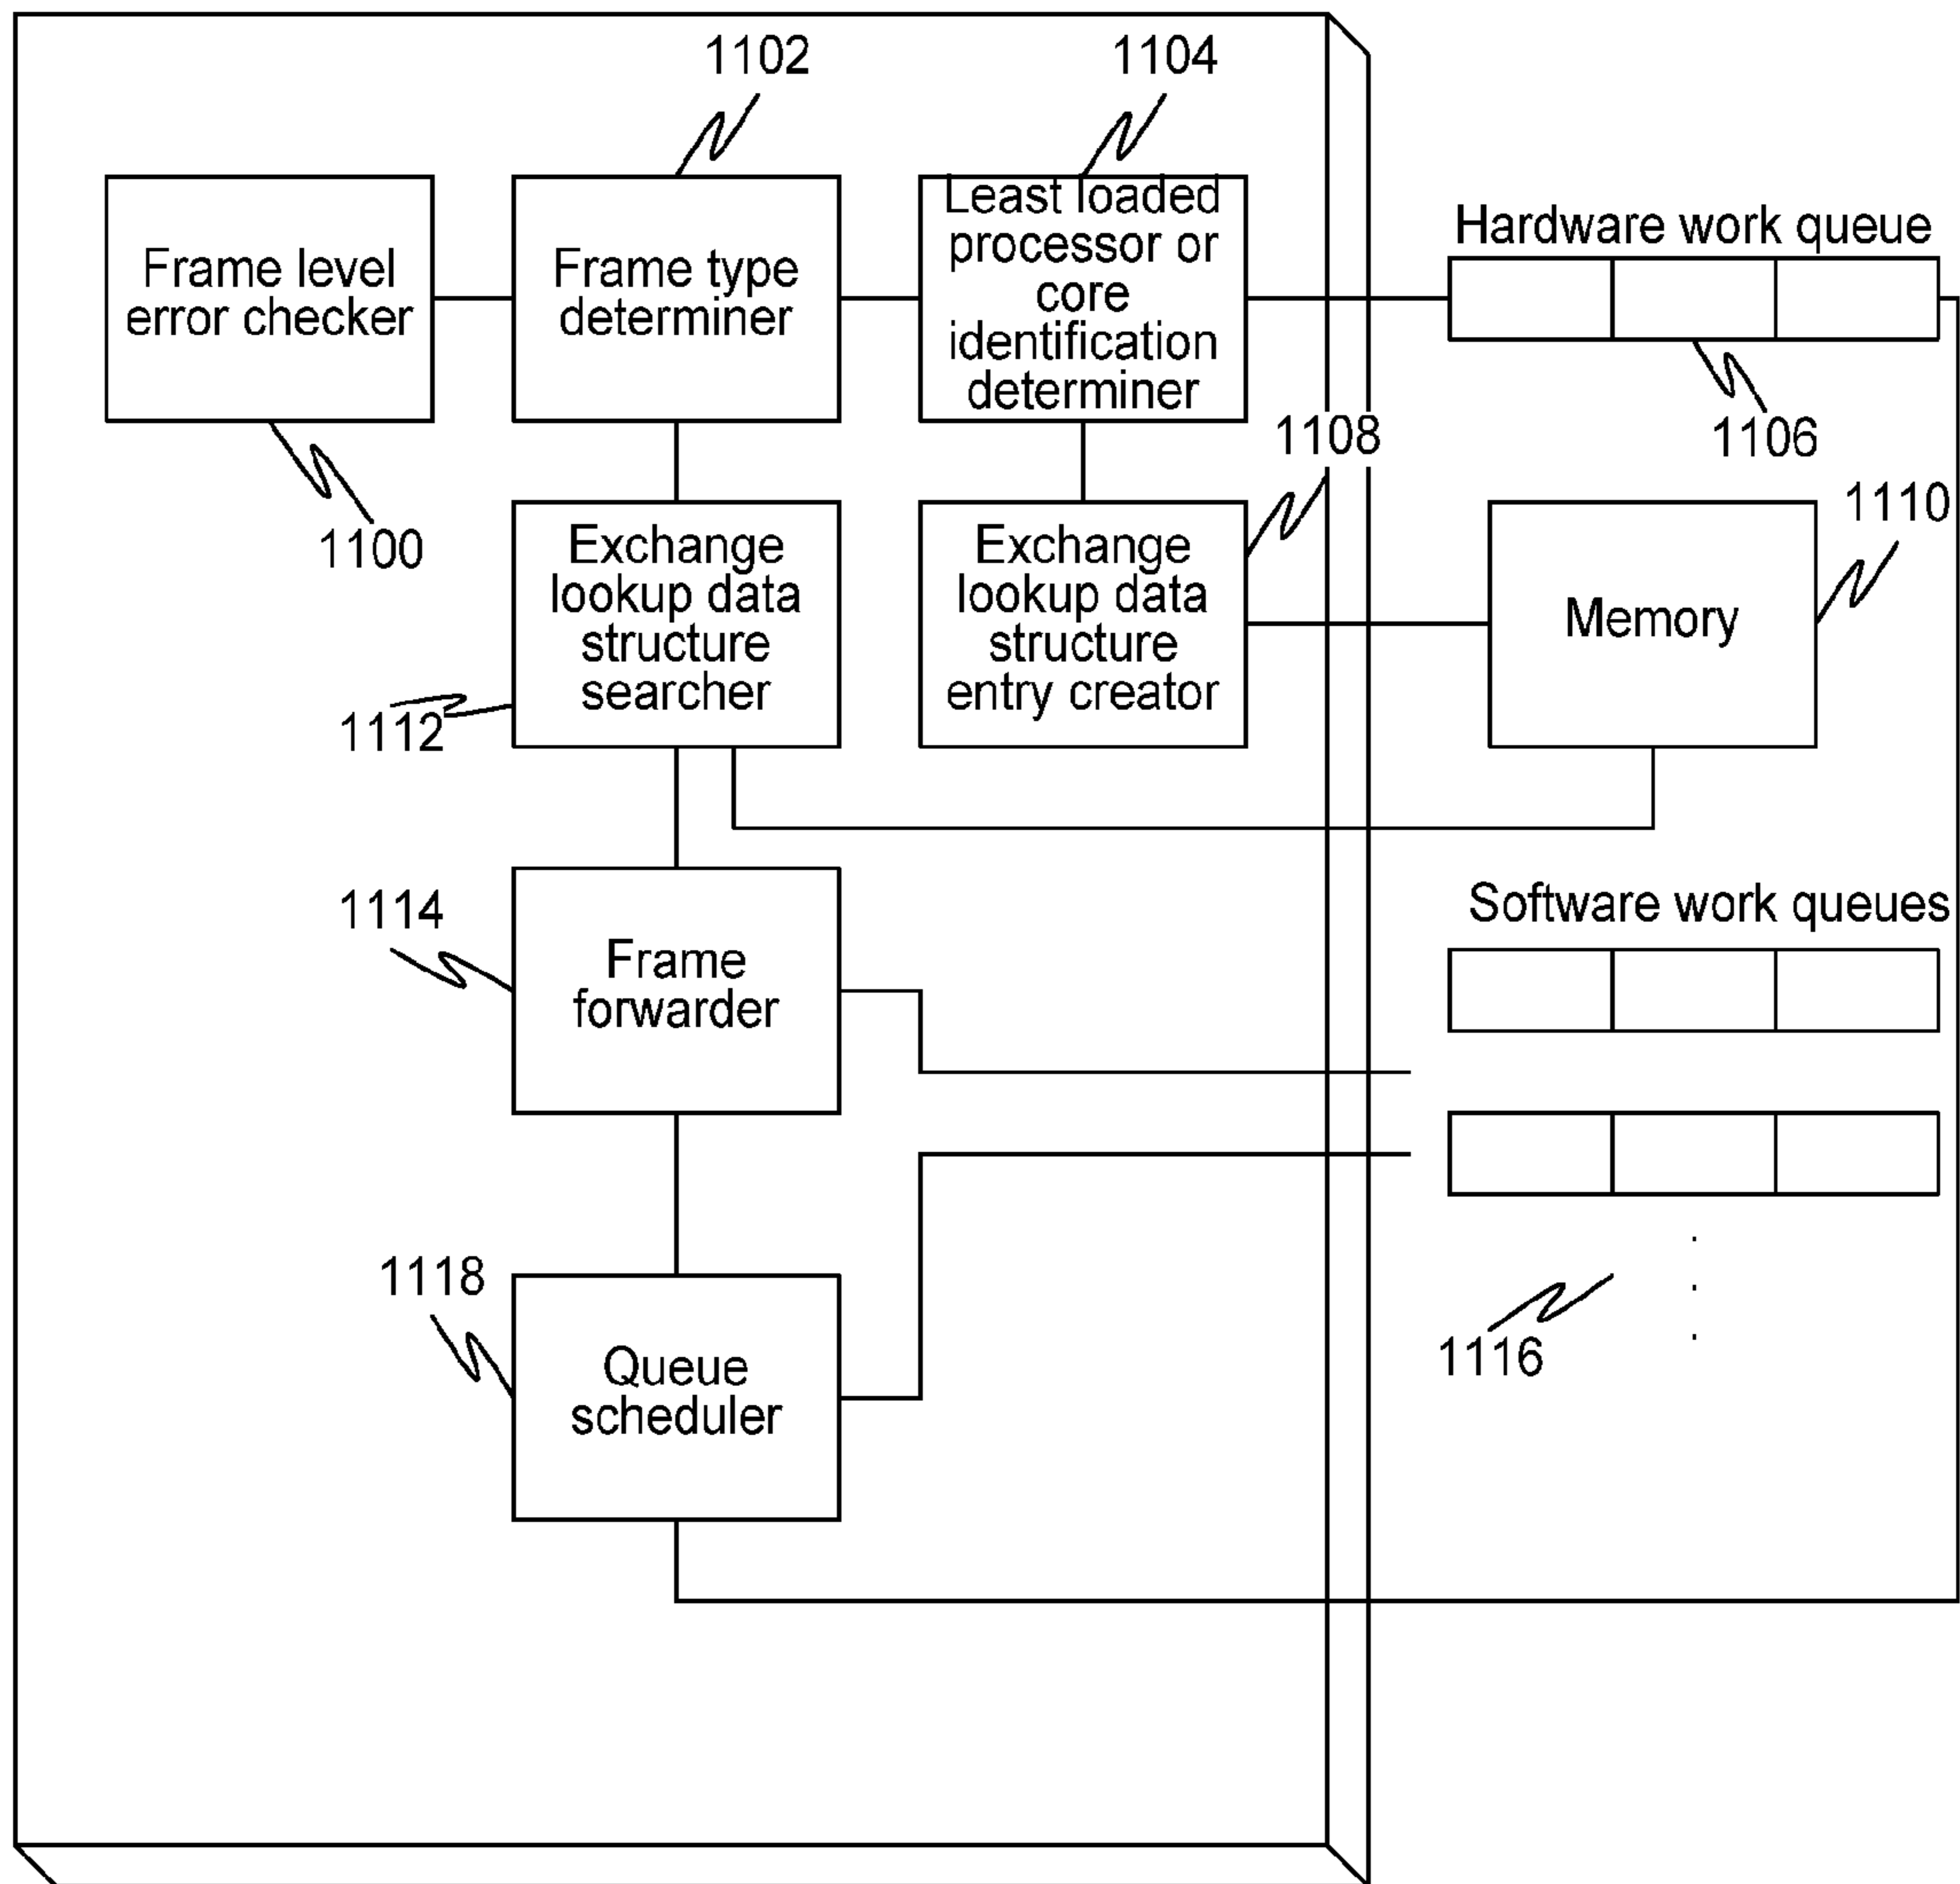 1102
1104
Frame level
error checker
Frame type
determiner
Least loaded
processor or
core
identification
determiner
Hardware work queue
1106
1108
1100
Exchange
lookup data
structure
searcher
Exchange
lookup data
structure
entry creator
Memory
1110
1112
1114
Frame
forwarder
Software work queues
1118
Queue
scheduler
1116